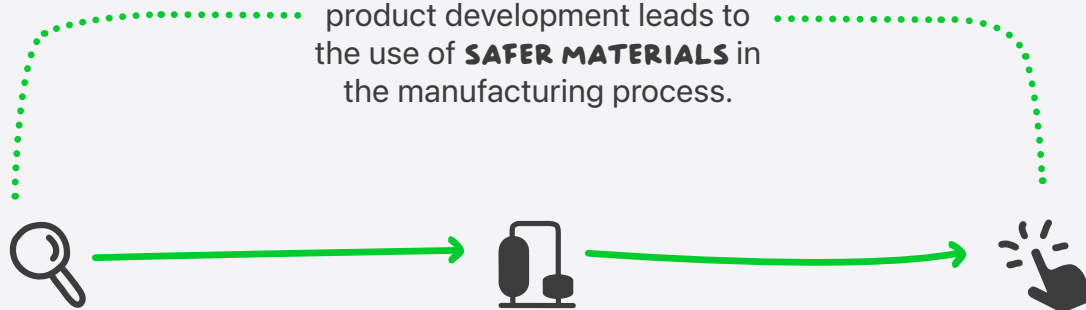 product development leads to
the use of SAFER MATERIALS in
the manufacturing process.